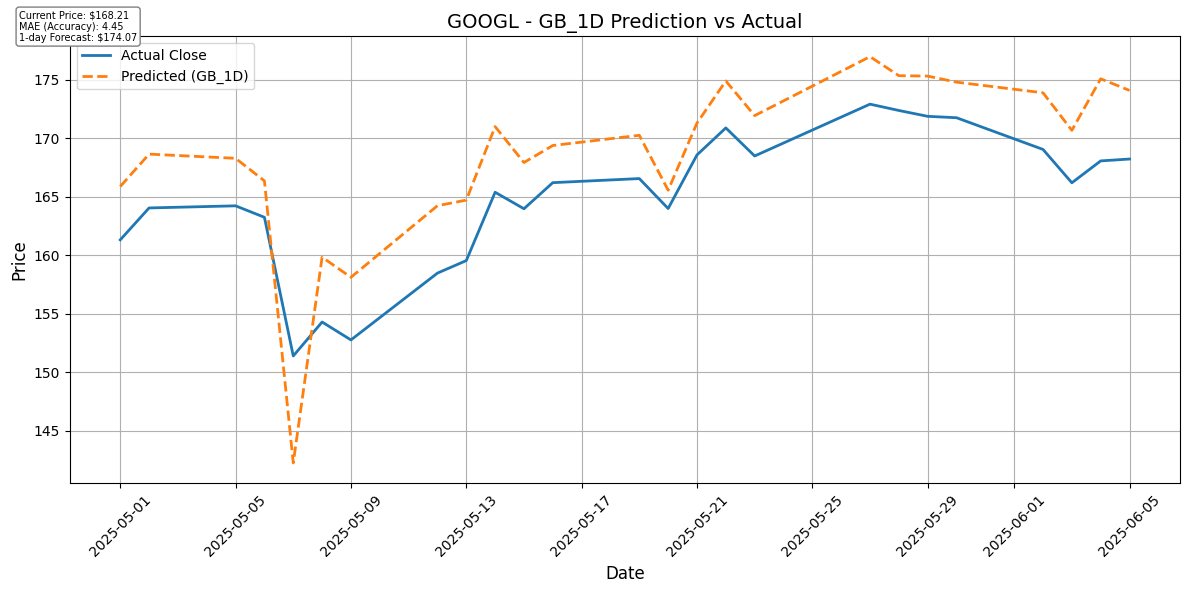 Current Price: $168.21
MAE (Accuracy): 4.45
1-day Forecast: $174.07
GOOGL - GB_1D Prediction vs Actual
Actual Close
Predicted (GB_1D)
Price
175
170
165
160
155
150
145
2025-05-01
2025-05-05
2025-05-09
2025-05-13
2025-05-17
2025-05-21
2025-05-25
2025-05-29
2025-06-01
2025-06-05
Date